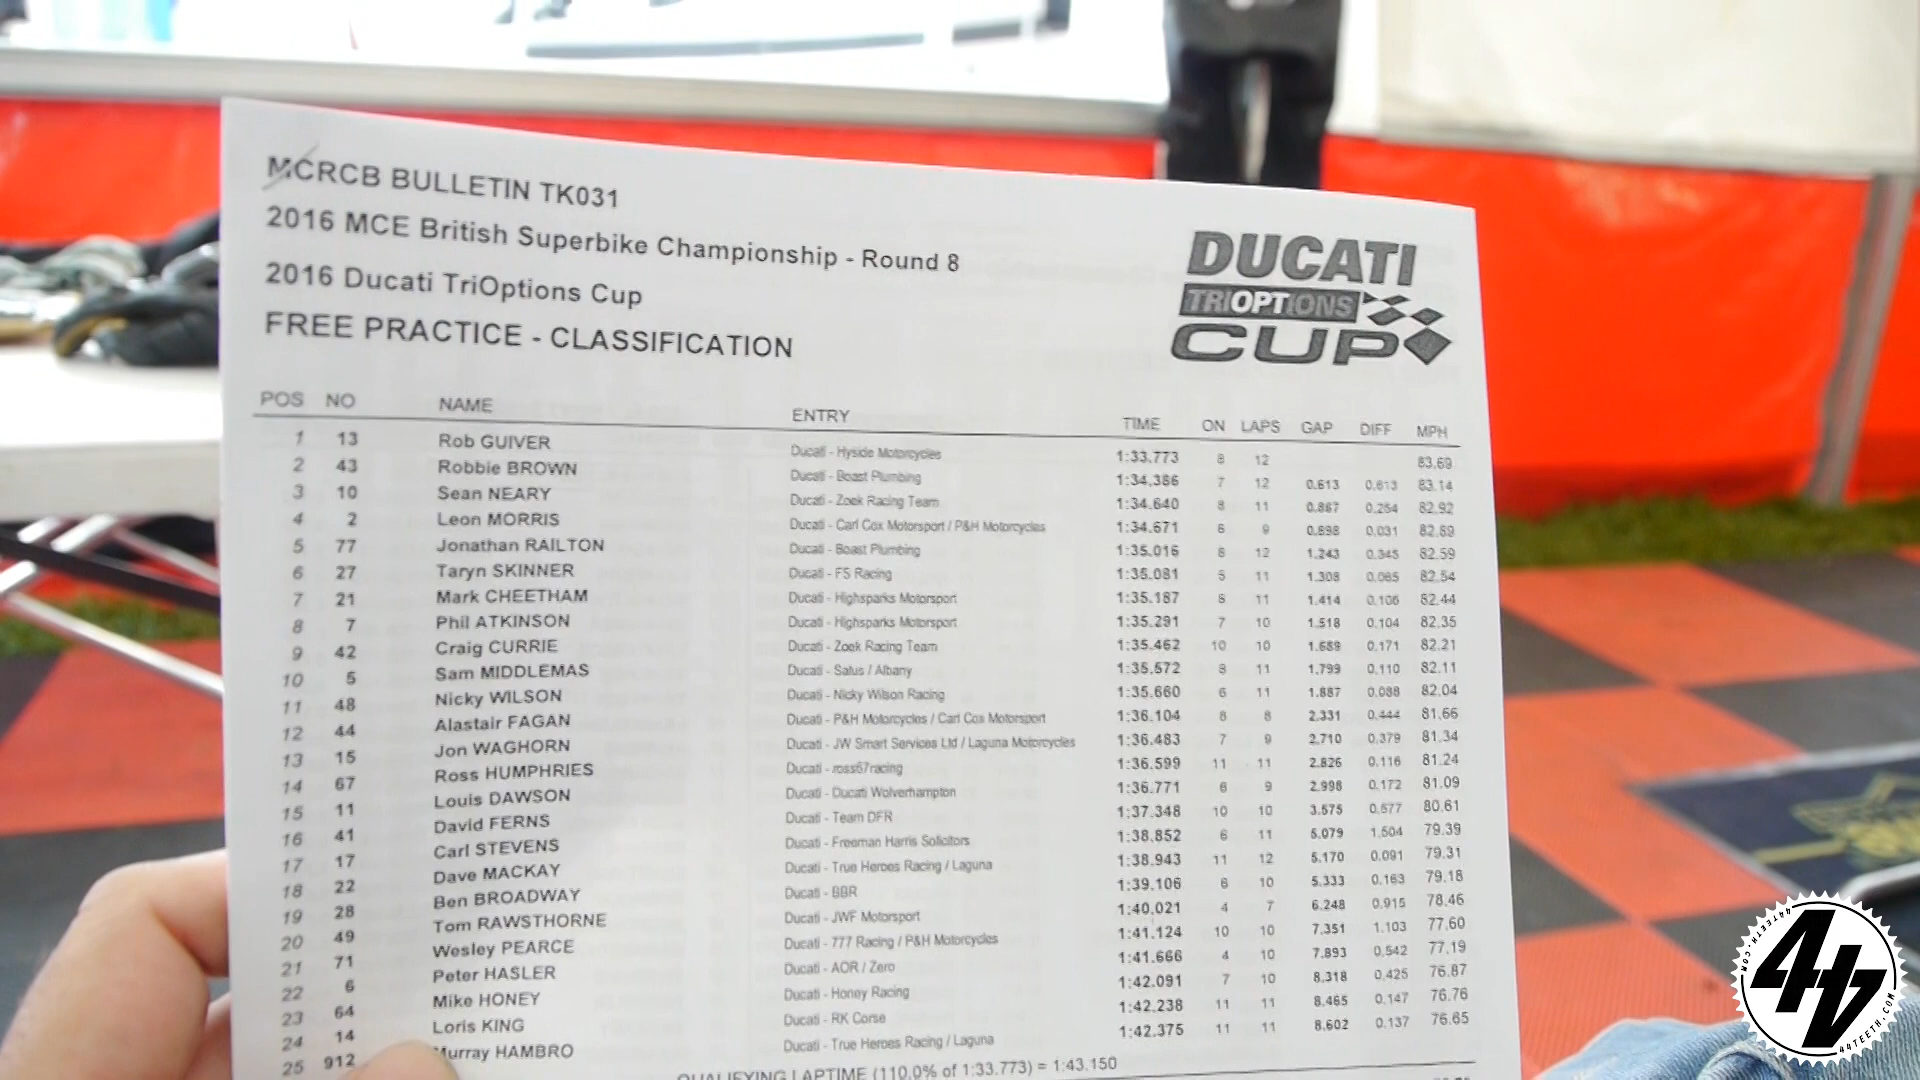 MCRCB BULLETIN TK031
2016 MCE British Superbike Championship - Round 8
2016 Ducati TriOptions Cup
FREE PRACTICE - CLASSIFICATION
DUCATI
TRIOPTIONS
CUP
POS NO NAME ENTRY TIME ON LAPS GAP DIFF MPH
1 13 Rob GUIVER Ducati - Hyside Motorcycles 1:33.773 8 12 83.69
2 43 Robbie BROWN Ducati - Boast Plumbing 1:34.386 7 12 0.613 0.613 83.14
3 10 Sean NEARY Ducati - Zoek Racing Team 1:34.640 8 11 0.867 0.254 82.92
4 2 Leon MORRIS Ducati - Carl Cox Motorsport / P&H Motorcycles 1:34.671 6 9 0.898 0.031 82.89
5 77 Jonathan RAILTON Ducati - Boast Plumbing 1:35.016 8 12 1.243 0.345 82.59
6 27 Taryn SKINNER Ducati - FS Racing 1:35.081 5 11 1.308 0.065 82.54
7 21 Mark CHEETHAM Ducati - Highsparks Motorsport 1:35.187 8 11 1.414 0.106 82.44
8 7 Phil ATKINSON Ducati - Highsparks Motorsport 1:35.291 7 10 1.518 0.104 82.35
9 42 Craig CURRIE Ducati - Zoek Racing Team 1:35.462 10 10 1.689 0.171 82.21
10 5 Sam MIDDLEMAS Ducati - Salus / Albany 1:35.572 8 11 1.799 0.110 82.11
11 48 Nicky WILSON Ducati - Nicky Wilson Racing 1:35.660 6 11 1.887 0.088 82.04
12 44 Alastair FAGAN Ducati - P&H Motorcycles / Carl Cox Motorsport 1:36.104 8 8 2.331 0.444 81.66
13 15 Jon WAGHORN Ducati - JW Smart Services Ltd / Laguna Motorcycles 1:36.483 7 9 2.710 0.379 81.34
14 67 Ross HUMPHRIES Ducati - ross67racing 1:36.599 11 11 2.826 0.116 81.24
15 11 Louis DAWSON Ducati - Ducati Wolverhampton 1:36.771 6 9 2.998 0.172 81.09
16 41 David FERNS Ducati - Team DFR 1:37.348 10 10 3.575 0.577 80.61
17 17 Carl STEVENS Ducati - Freeman Harris Solicitors 1:38.852 6 11 5.079 1.504 79.39
18 22 Dave MACKAY Ducati - True Heroes Racing / Laguna 1:38.943 11 12 5.170 0.091 79.31
19 28 Ben BROADWAY Ducati - BBR 1:39.106 6 10 5.333 0.163 79.18
20 49 Tom RAWSTHORNE Ducati - JWF Motorsport 1:40.021 4 7 6.248 0.915 78.46
21 71 Wesley PEARCE Ducati - 777 Racing / P&H Motorcycles 1:41.124 10 10 7.351 1.103 77.60
22 6 Peter HASLER Ducati - AOR / Zero 1:41.666 4 10 7.893 0.542 77.19
23 64 Mike HONEY Ducati - Honey Racing 1:42.091 7 10 8.318 0.425 76.87
24 14 Loris KING Ducati - RK Corse 1:42.238 11 11 8.465 0.147 76.76
25 912 Murray HAMBRO Ducati - True Heroes Racing / Laguna 1:42.375 11 11 8.602 0.137 76.65
QUALIFYING LAPTIME (110.0% of 1:33.773) = 1:43.150
44TEETH.COM
44
44TEETH.COM